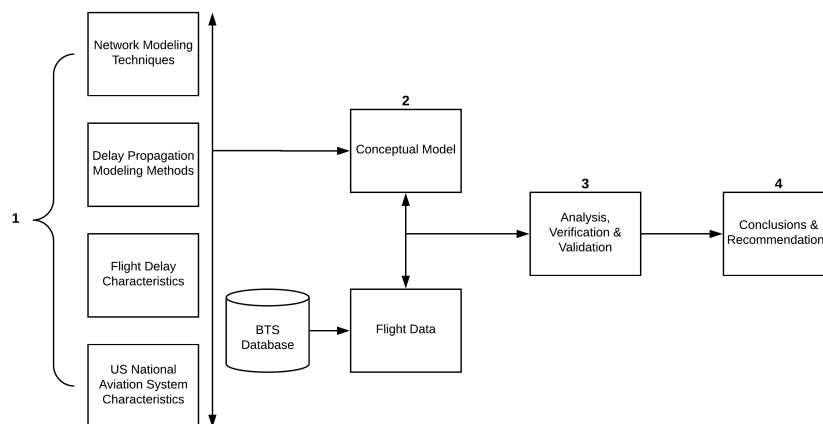 1
Network Modeling
Techniques
Delay Propagation
Modeling Methods
Flight Delay
Characteristics
US National
Aviation System
Characteristics
2
Conceptual Model
BTS
Database
Flight Data
3
Analysis,
Verification &
Validation
4
Conclusions &
Recommendation